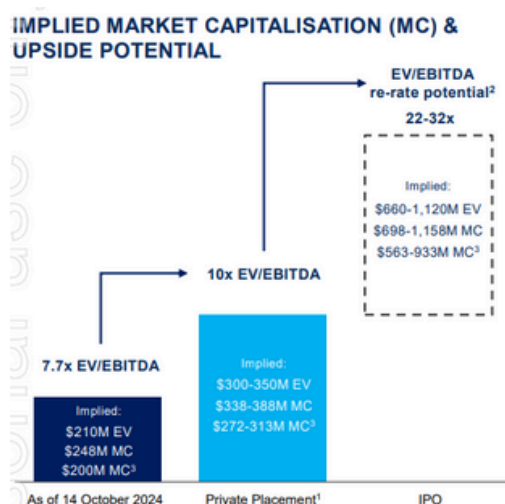 IMPLIED MARKET CAPITALISATION (MC) &
UPSIDE POTENTIAL
EV/EBITDA
re-rate potential²
22-32x
Implied:
$660-1,120M EV
$698-1,158M MC
$563-933M MC³
10x EV/EBITDA
Implied:
$300-350M EV
$338-388M MC
$272-313M MC³
7.7x EV/EBITDA
Implied:
$210M EV
$248M MC
$200M MC³
As of 14 October 2024
Private Placement¹
IPO